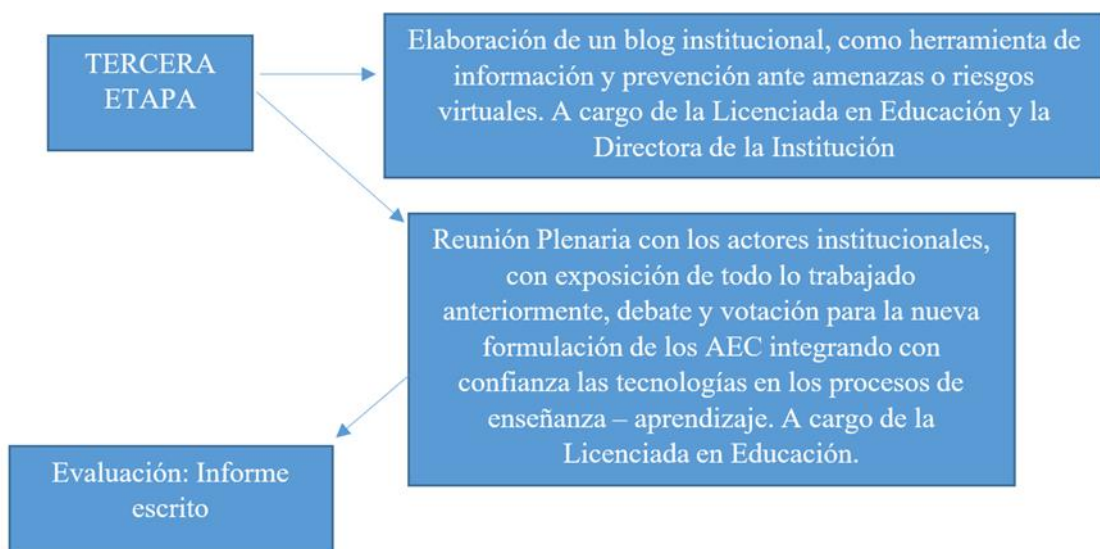 TERCERA
ETAPA
Elaboración de un blog institucional, como herramienta de
información y prevención ante amenazas o riesgos
virtuales. A cargo de la Licenciada en Educación y la
Directora de la Institución
Reunión Plenaria con los actores institucionales,
con exposición de todo lo trabajado
anteriormente, debate y votación para la nueva
formulación de los AEC integrando con
confianza las tecnologías en los procesos de
enseñanza – aprendizaje. A cargo de la
Licenciada en Educación.
Evaluación: Informe
escrito